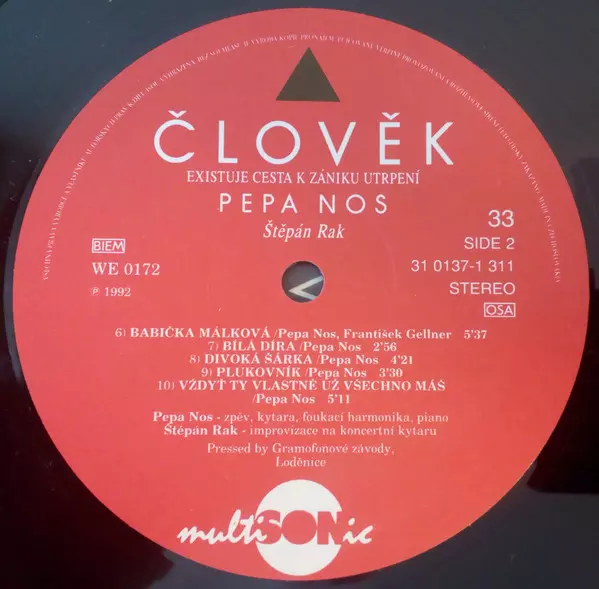 ČLOVĚK
EXISTUJE CESTA K ZÁNIKU UTRPENÍ
PEPA NOS
Štěpán Rak
33
BIEM
SIDE 2
WE 0172
31 0137-1 311
℗ 1992
STEREO
OSA
6) BABIČKA MÁLKOVÁ /Pepa Nos, František Gellner 5'37
7) BÍLÁ DÍRA /Pepa Nos 2'56
8) DIVOKÁ ŠÁRKA /Pepa Nos 4'21
9) PLUKOVNÍK /Pepa Nos 3'30
10) VŽDYŤ TY VLASTNĚ UŽ VŠECHNO MÁŠ
/Pepa Nos 5'11
Pepa Nos - zpěv, kytara, foukací harmonika, piano
Štěpán Rak - improvizace na koncertní kytaru
Pressed by Gramofonové závody,
Loděnice
multiSONic